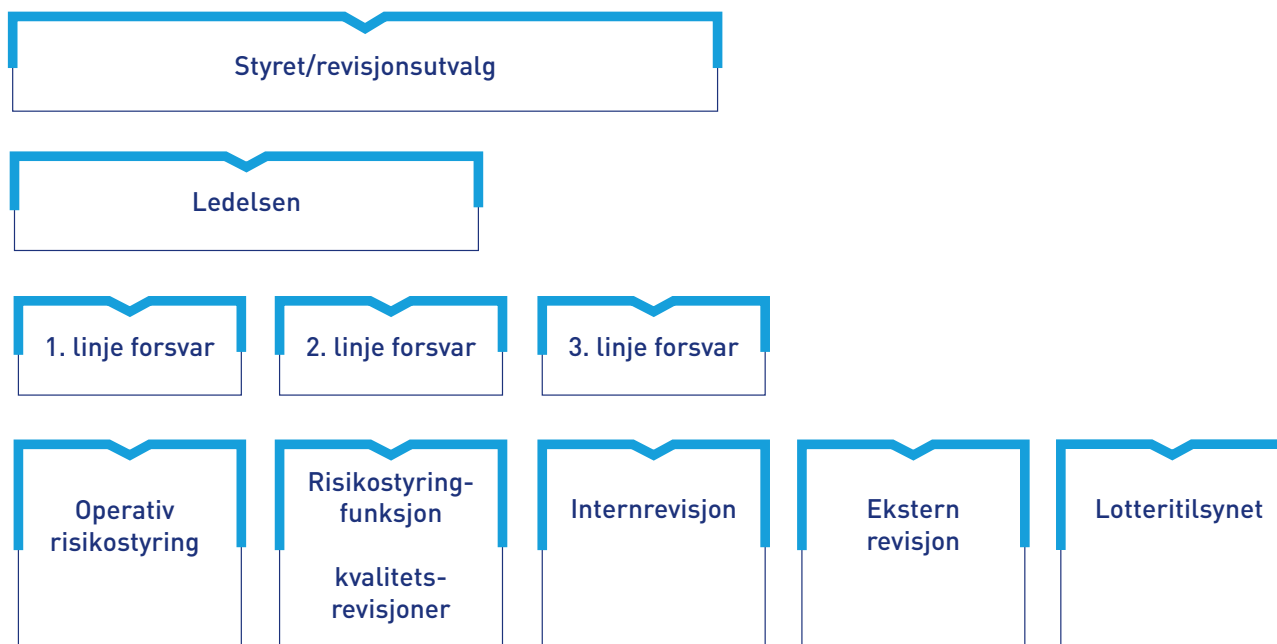 Styret/revisjonsutvalg
Ledelsen
1. linje forsvar
2. linje forsvar
3. linje forsvar
Operativ
risikostyring
Risikostyring-
funksjon
kvalitets-
revisjoner
Internrevisjon
Ekstern
revisjon
Lotteritilsynet